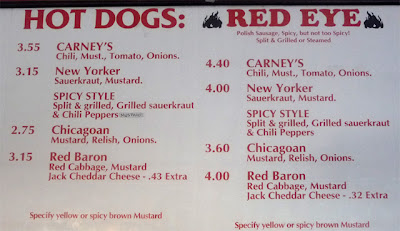 HOT DOGS:
3.55 CARNEY'S
Chili, Must., Tomato, Onions.
3.15 New Yorker
Sauerkraut, Mustard.
SPICY STYLE
Split & grilled, Grilled sauerkraut
& Chili Peppers
2.75 Chicagoan
Mustard, Relish, Onions.
3.15 Red Baron
Red Cabbage, Mustard
Jack Cheddar Cheese - .43 Extra
Specify yellow or spicy brown Mustard
RED EYE
Polish Sausage, Spicy, but not too Spicy!
Split & Grilled or Steamed
4.40 CARNEY'S
Chili, Must., Tomato, Onions.
4.00 New Yorker
Sauerkraut, Mustard.
SPICY STYLE
Split & grilled, Grilled sauerkraut
& Chili Peppers
3.60 Chicagoan
Mustard, Relish, Onions.
4.00 Red Baron
Red Cabbage, Mustard
Jack Cheddar Cheese - .32 Extra
Specify yellow or spicy brown Mustard